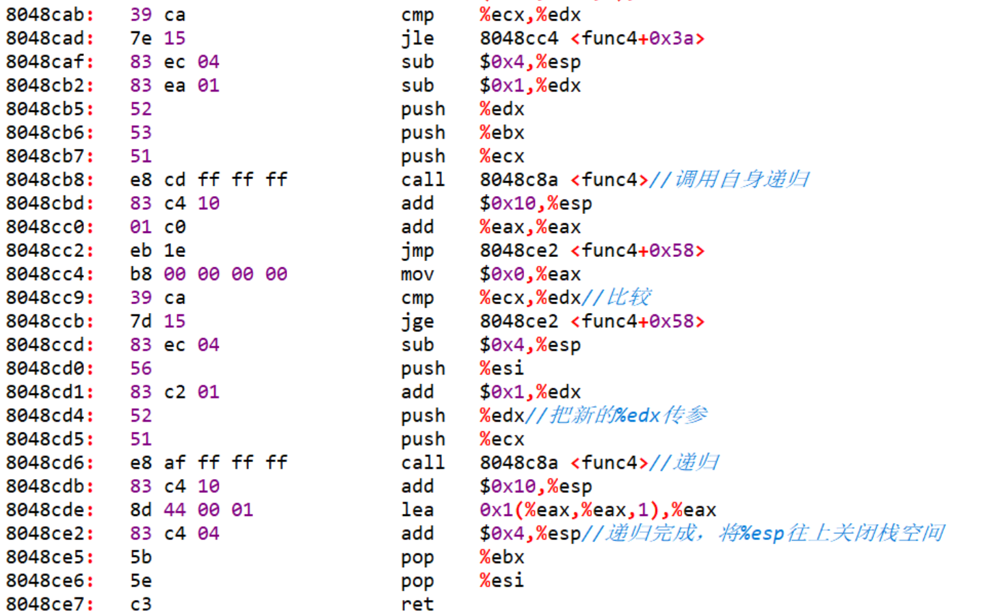 8048cab: 39 ca cmp %ecx,%edx
8048cad: 7e 15 jle 8048cc4 <func4+0x3a>
8048caf: 83 ec 04 sub $0x4,%esp
8048cb2: 83 ea 01 sub $0x1,%edx
8048cb5: 52 push %edx
8048cb6: 53 push %ebx
8048cb7: 51 push %ecx
8048cb8: e8 cd ff ff ff call 8048c8a <func4>//调用自身递归
8048cbd: 83 c4 10 add $0x10,%esp
8048cc0: 01 c0 add %eax,%eax
8048cc2: eb 1e jmp 8048ce2 <func4+0x58>
8048cc4: b8 00 00 00 00 mov $0x0,%eax
8048cc9: 39 ca cmp %ecx,%edx//比较
8048ccb: 7d 15 jge 8048ce2 <func4+0x58>
8048ccd: 83 ec 04 sub $0x4,%esp
8048cd0: 56 push %esi
8048cd1: 83 c2 01 add $0x1,%edx
8048cd4: 52 push %edx//把新的%edx传参
8048cd5: 51 push %ecx
8048cd6: e8 af ff ff ff call 8048c8a <func4>//递归
8048cdb: 83 c4 10 add $0x10,%esp
8048cde: 8d 44 00 01 lea 0x1(%eax,%eax,1),%eax
8048ce2: 83 c4 04 add $0x4,%esp//递归完成，将%esp往上关闭栈空间
8048ce5: 5b pop %ebx
8048ce6: 5e pop %esi
8048ce7: c3 ret